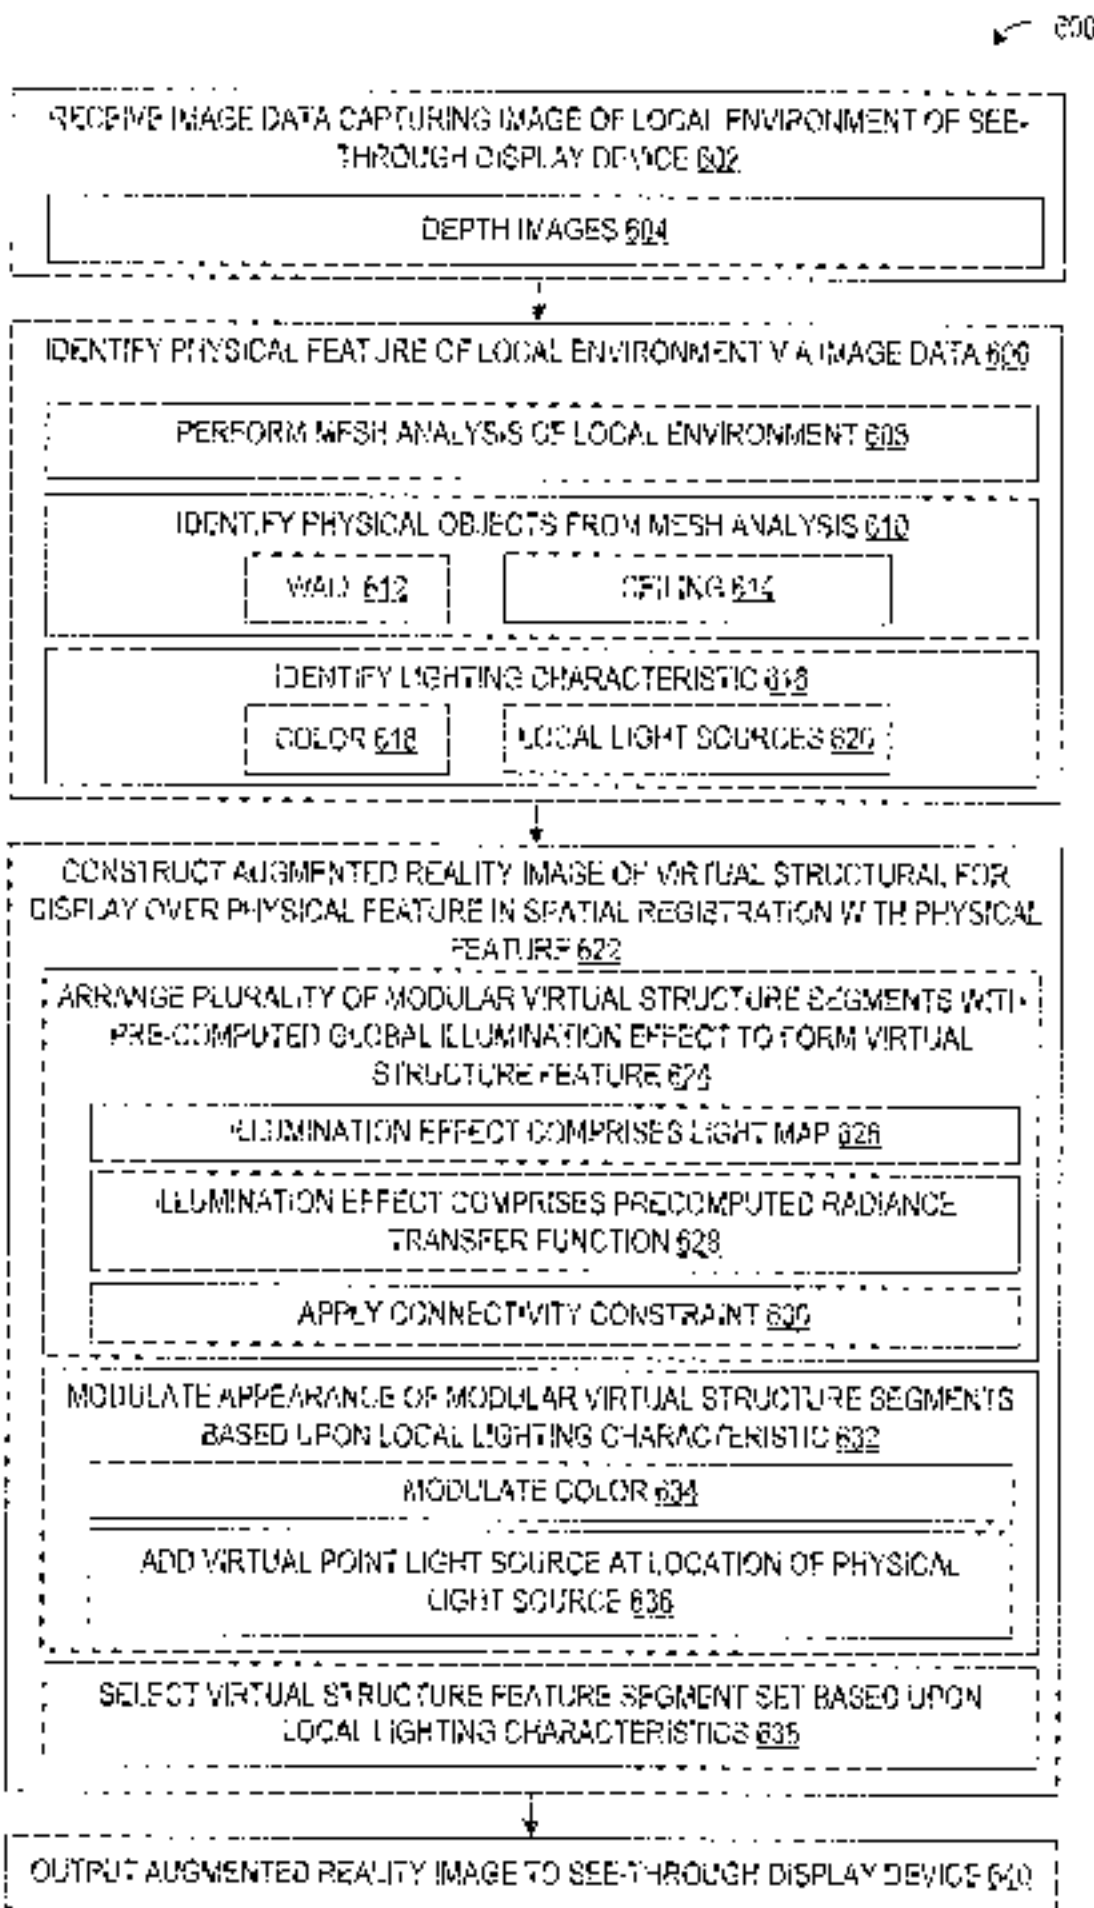 600
RECEIVE IMAGE DATA CAPTURING IMAGE OF LOCAL ENVIRONMENT OF SEE-
THROUGH DISPLAY DEVICE 602
DEPTH IMAGES 604
IDENTIFY PHYSICAL FEATURE OF LOCAL ENVIRONMENT VIA IMAGE DATA 606
PERFORM MESH ANALYSIS OF LOCAL ENVIRONMENT 608
IDENTIFY PHYSICAL OBJECTS FROM MESH ANALYSIS 610
WALL 612
CEILING 614
IDENTIFY LIGHTING CHARACTERISTIC 616
COLOR 618
LOCAL LIGHT SOURCES 620
CONSTRUCT AUGMENTED REALITY IMAGE OF VIRTUAL STRUCTURAL FOR
DISPLAY OVER PHYSICAL FEATURE IN SPATIAL REGISTRATION WITH PHYSICAL
FEATURE 622
ARRANGE PLURALITY OF MODULAR VIRTUAL STRUCTURE SEGMENTS WITH
PRE-COMPUTED GLOBAL ILLUMINATION EFFECT TO FORM VIRTUAL
STRUCTURE FEATURE 624
ILLUMINATION EFFECT COMPRISES LIGHT MAP 626
ILLUMINATION EFFECT COMPRISES PRECOMPUTED RADIANCE
TRANSFER FUNCTION 628
APPLY CONNECTIVITY CONSTRAINT 630
MODULATE APPEARANCE OF MODULAR VIRTUAL STRUCTURE SEGMENTS
BASED UPON LOCAL LIGHTING CHARACTERISTIC 632
MODULATE COLOR 634
ADD VIRTUAL POINT LIGHT SOURCE AT LOCATION OF PHYSICAL
LIGHT SOURCE 636
SELECT VIRTUAL STRUCTURE FEATURE SEGMENT SET BASED UPON
LOCAL LIGHTING CHARACTERISTICS 635
OUTPUT AUGMENTED REALITY IMAGE TO SEE-THROUGH DISPLAY DEVICE 640